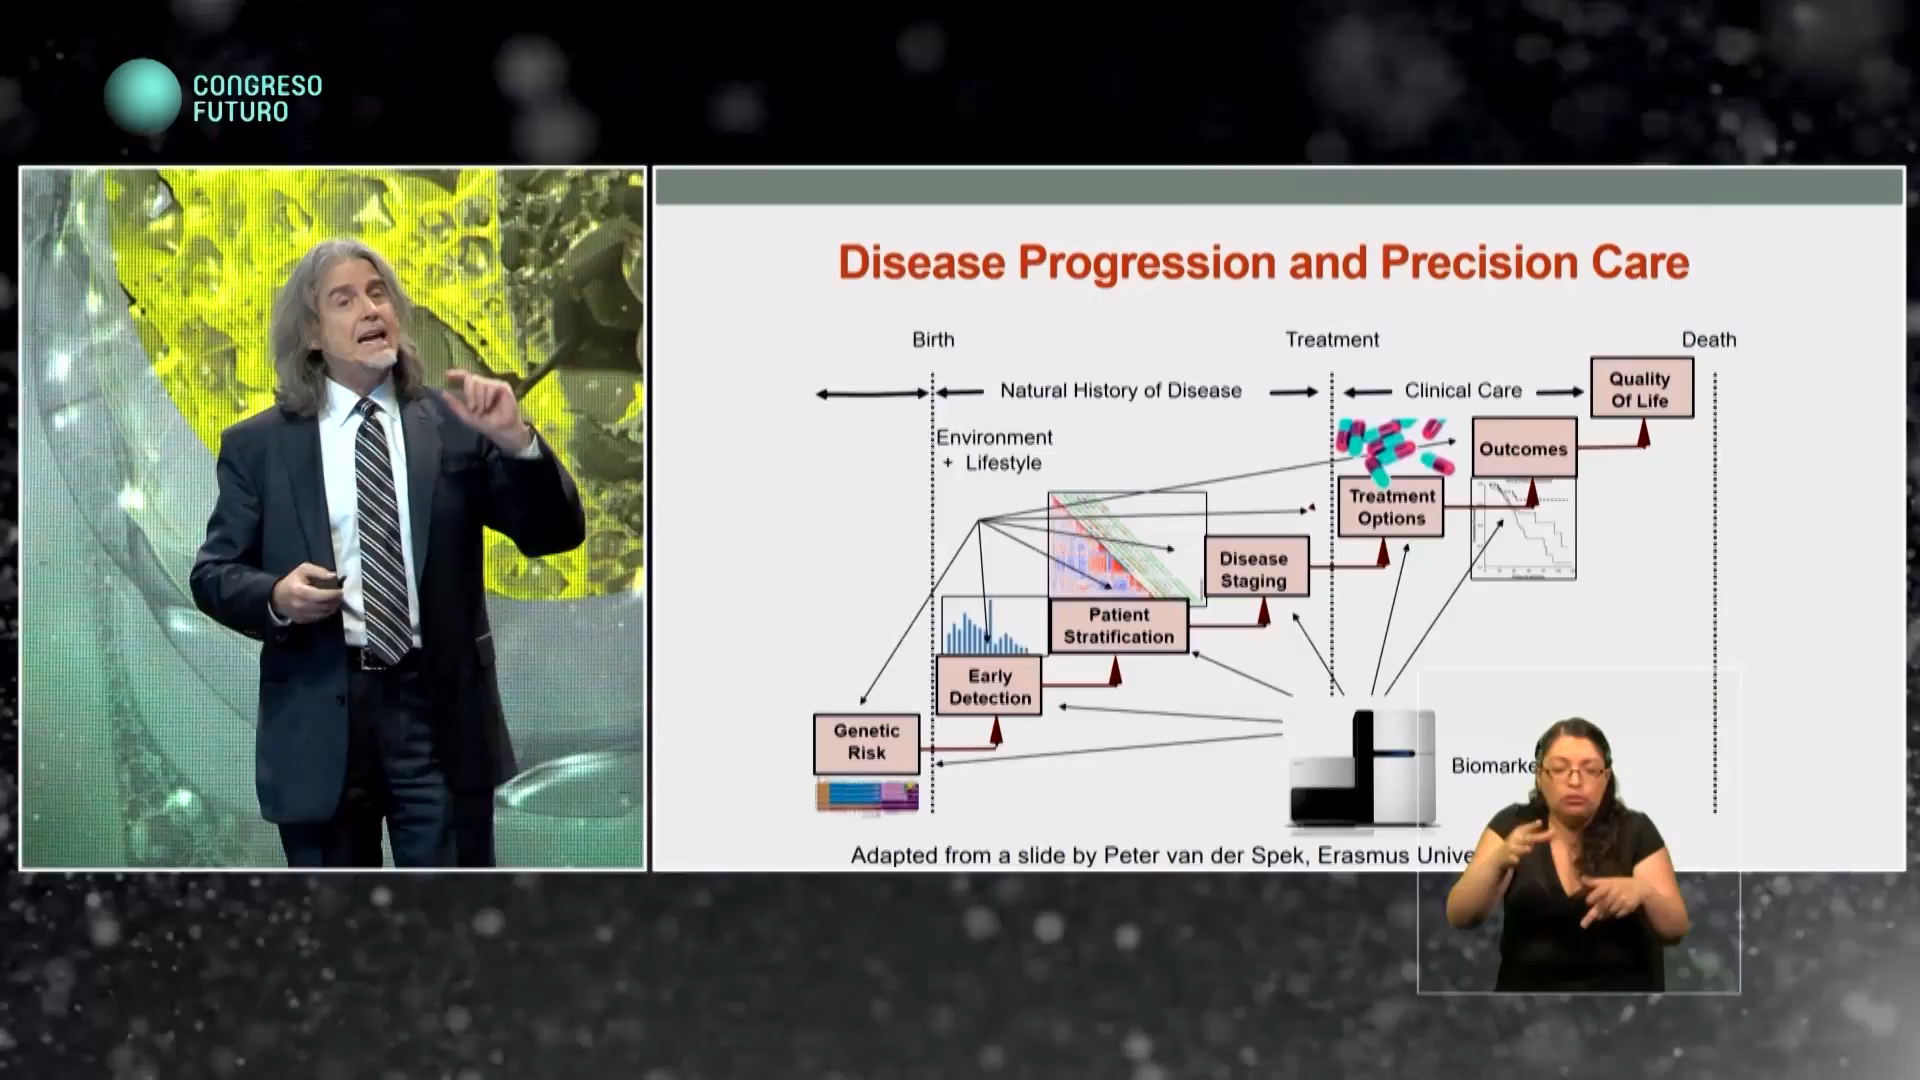 CONGRESO
FUTURO
Disease Progression and Precision Care
Birth
Treatment
Death
Natural History of Disease
Clinical Care
Quality
Of Life
Environment
+ Lifestyle
Outcomes
Treatment
Options
Disease
Staging
Patient
Stratification
Early
Detection
Genetic
Risk
Adapted from a slide by Peter van der Spek, Erasmus